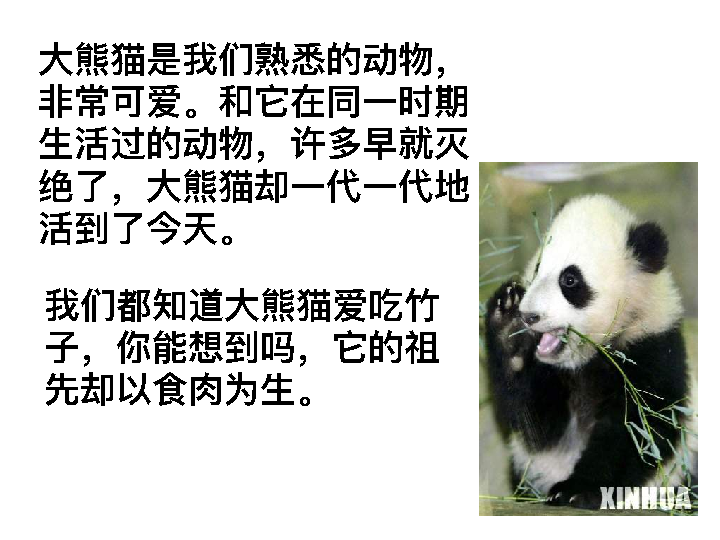 大熊猫是我们熟悉的动物，
非常可爱。和它在同一时期
生活过的动物，许多早就灭
绝了，大熊猫却一代一代地
活到了今天。
我们都知道大熊猫爱吃竹
子，你能想到吗，它的祖
先却以食肉为生。
XINHUA